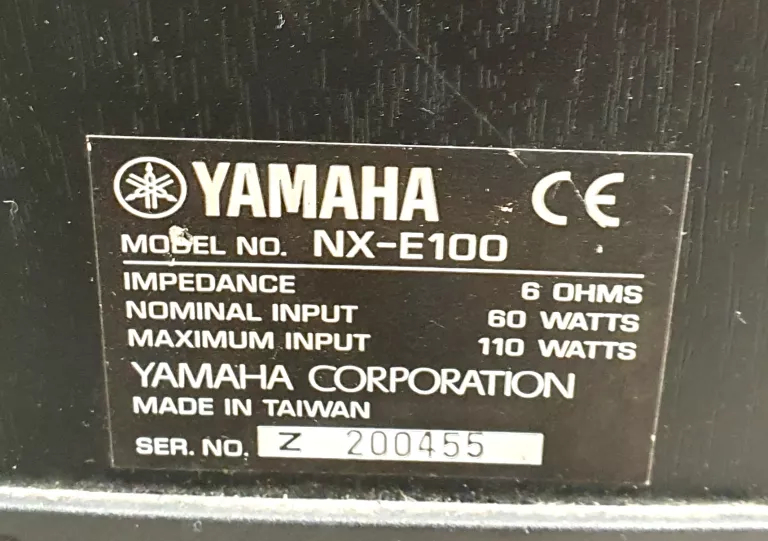 YAMAHA CE
MODEL NO. NX-E100
IMPEDANCE 6 OHMS
NOMINAL INPUT 60 WATTS
MAXIMUM INPUT 110 WATTS
YAMAHA CORPORATION
MADE IN TAIWAN
SER. NO. Z 200455